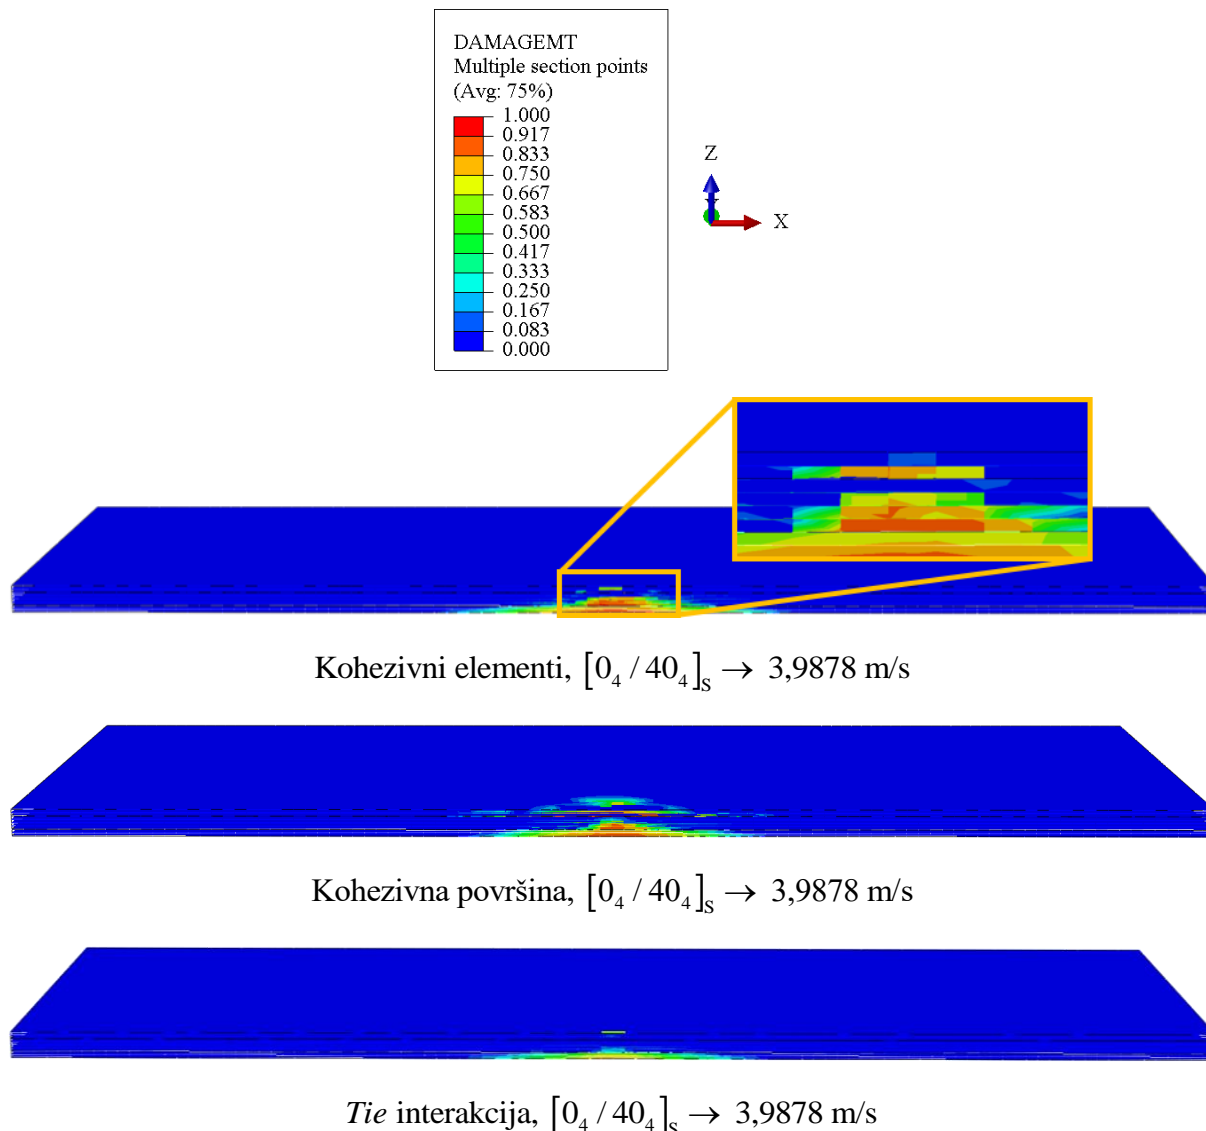 DAMAGEMT
Multiple section points
(Avg: 75%)
1.000
0.917
0.833
0.750
0.667
0.583
0.500
0.417
0.333
0.250
0.167
0.083
0.000
Z
Y
X
Kohezivni elementi, [0₄ / 40₄]ₛ → 3,9878 m/s
Kohezivna površina, [0₄ / 40₄]ₛ → 3,9878 m/s
Tie interakcija, [0₄ / 40₄]ₛ → 3,9878 m/s